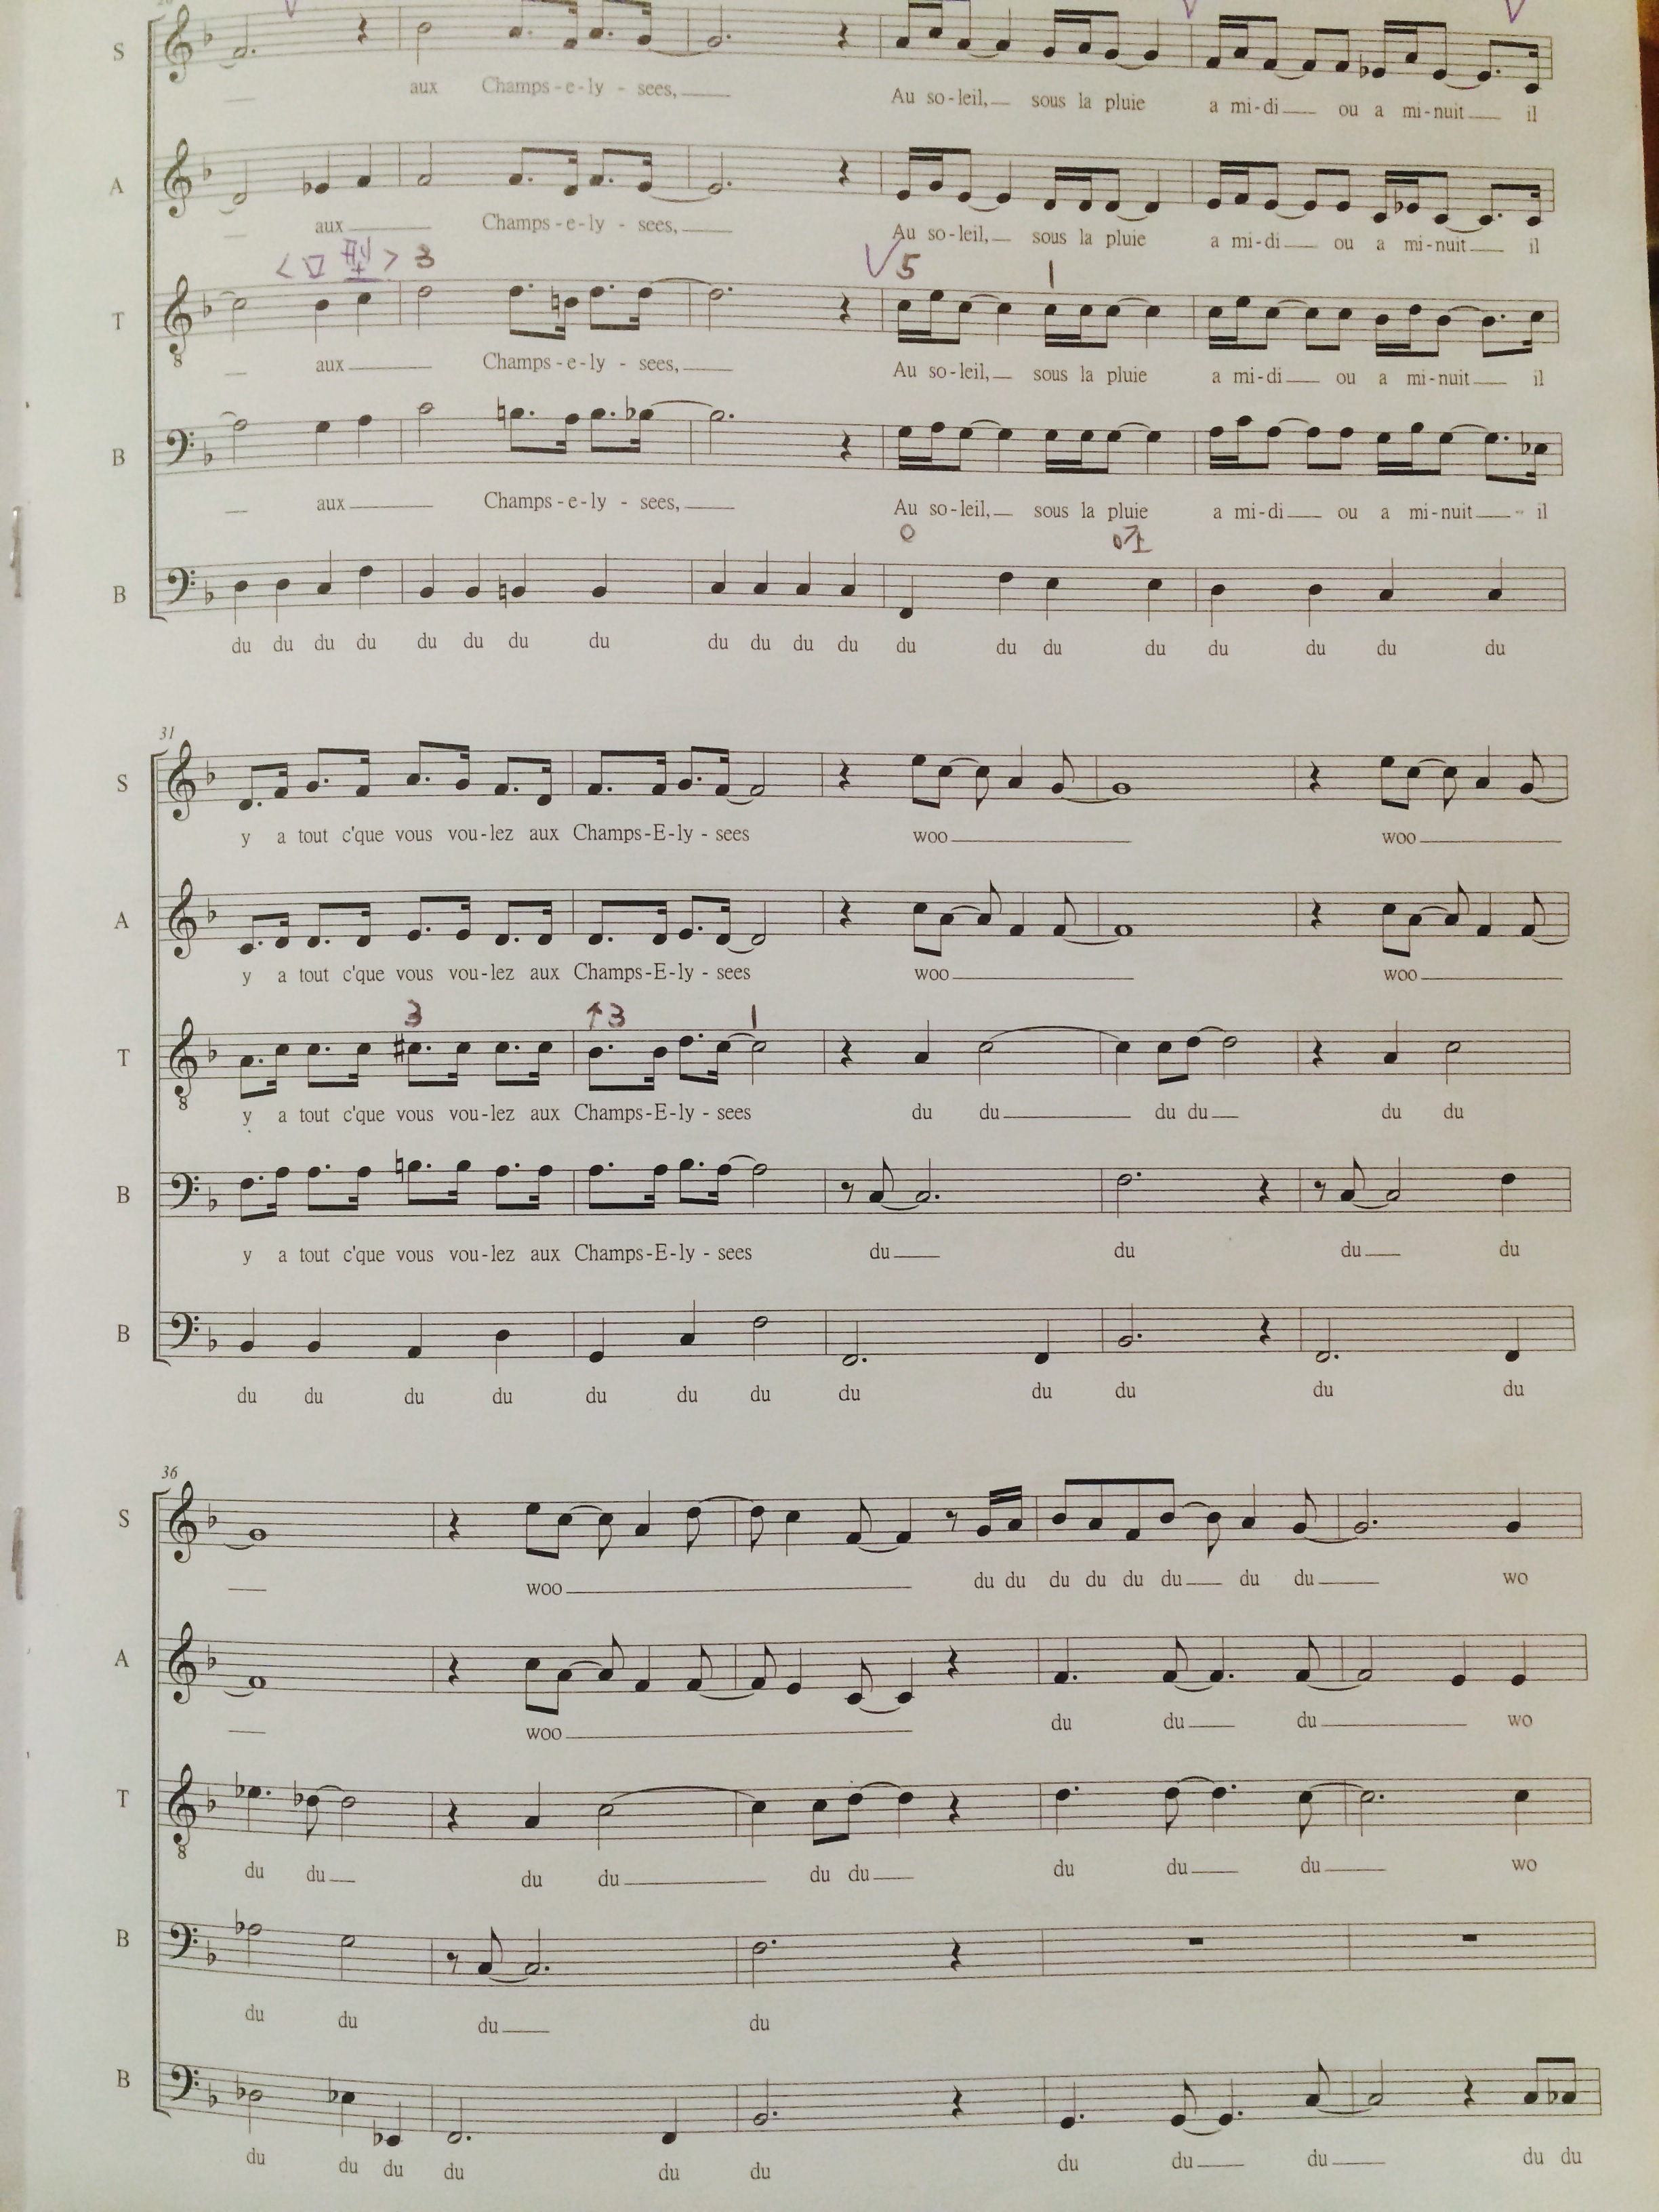 S
aux Champs - e - ly - sees,
Au so - leil, sous la pluie a mi - di ou a mi - nuit il
A
aux Champs - e - ly - sees,
Au so - leil, sous la pluie a mi - di ou a mi - nuit il
< 口型 > 3 5 1
T
8
aux Champs - e - ly - sees,
Au so - leil, sous la pluie a mi - di ou a mi - nuit il
B
aux Champs - e - ly - sees,
Au so - leil, sous la pluie a mi - di ou a mi - nuit il
B
du du du du du du du du du du du du du du du du du du du du
31
S
y a tout c'que vous vou - lez aux Champs - E - ly - sees woo woo
A
y a tout c'que vous vou - lez aux Champs - E - ly - sees woo woo
3 ↑3 1
T
8
y a tout c'que vous vou - lez aux Champs - E - ly - sees du du du du du du
B
y a tout c'que vous vou - lez aux Champs - E - ly - sees du du du du
B
du du du du du du du du du du du du
36
S
woo du du du du du du du du wo
A
woo du du du wo
T
8
du du du du du du du du du wo
B
du du du du
B
du du du du du du du du du du du